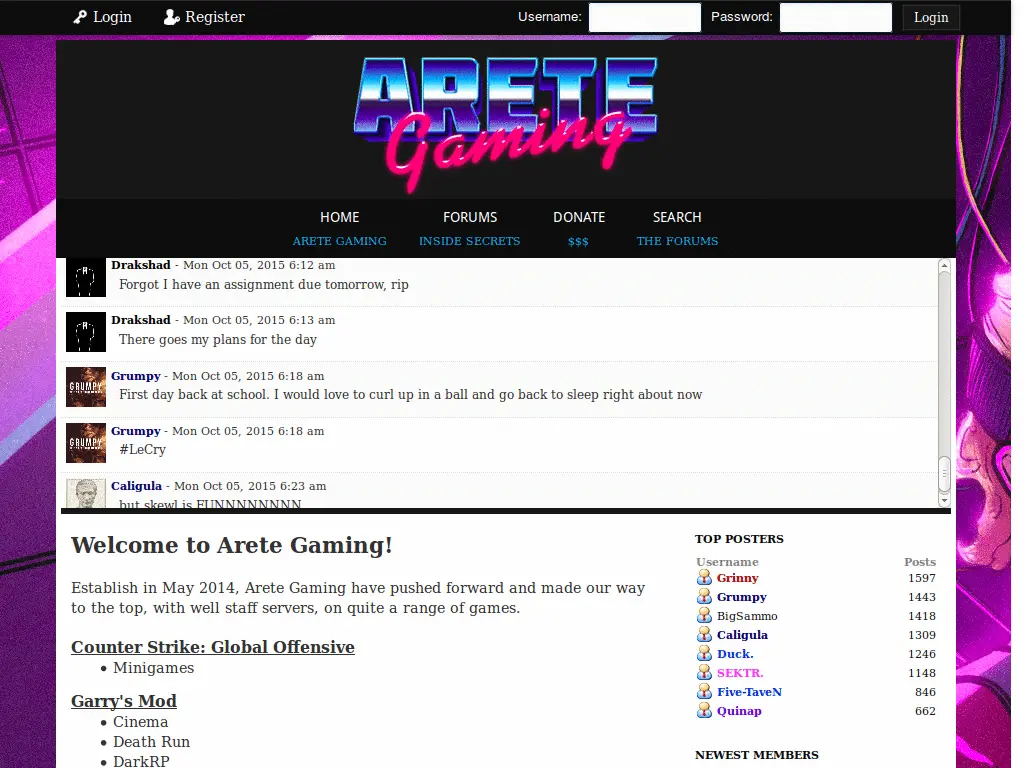 Login Register Username: Password: Login
ARETE
Gaming
HOME FORUMS DONATE SEARCH
ARETE GAMING INSIDE SECRETS $$$ THE FORUMS
Drakshad - Mon Oct 05, 2015 6:12 am
Forgot I have an assignment due tomorrow, rip
Drakshad - Mon Oct 05, 2015 6:13 am
There goes my plans for the day
GRUMPY
Grumpy - Mon Oct 05, 2015 6:18 am
First day back at school. I would love to curl up in a ball and go back to sleep right about now
GRUMPY
Grumpy - Mon Oct 05, 2015 6:18 am
#LeCry
Caligula - Mon Oct 05, 2015 6:23 am
but skewl is FUNNNNNNNN
Welcome to Arete Gaming!
Establish in May 2014, Arete Gaming have pushed forward and made our way
to the top, with well staff servers, on quite a range of games.
Counter Strike: Global Offensive
• Minigames
Garry's Mod
• Cinema
• Death Run
• DarkRP
TOP POSTERS
Username Posts
Grinny 1597
Grumpy 1443
BigSammo 1418
Caligula 1309
Duck. 1246
SEKTR. 1148
Five-TaveN 846
Quinap 662
NEWEST MEMBERS